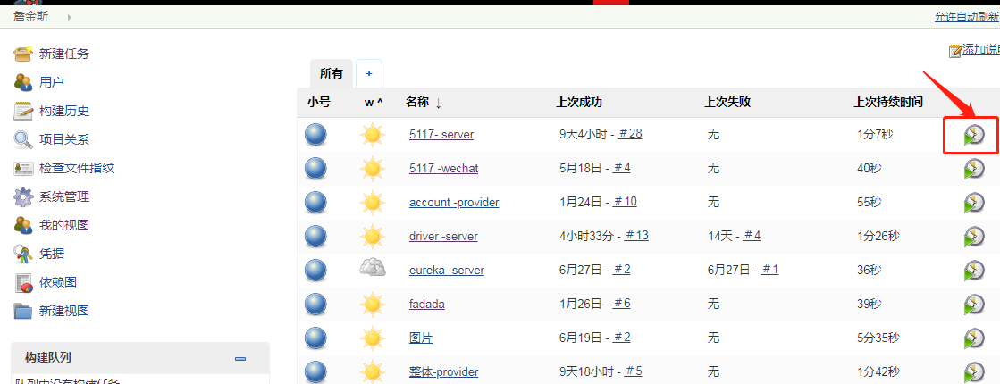 詹金斯
允许自动刷新
新建任务
用户
构建历史
项目关系
检查文件指纹
系统管理
我的视图
凭据
依赖图
新建视图
构建队列
队列中没有构建任务
添加说明
所有 +
小号 w ^ 名称 ↓ 上次成功 上次失败 上次持续时间
5117- server 9天4小时 - #28 无 1分7秒
5117 -wechat 5月18日 - #4 无 40秒
account -provider 1月24日 - #10 无 55秒
driver -server 4小时33分 - #13 14天 - #4 1分26秒
eureka -server 6月27日 - #2 6月27日 - #1 36秒
fadada 1月26日 - #6 无 39秒
图片 6月19日 - #2 无 5分35秒
整体-provider 9天18小时 - #5 无 1分42秒